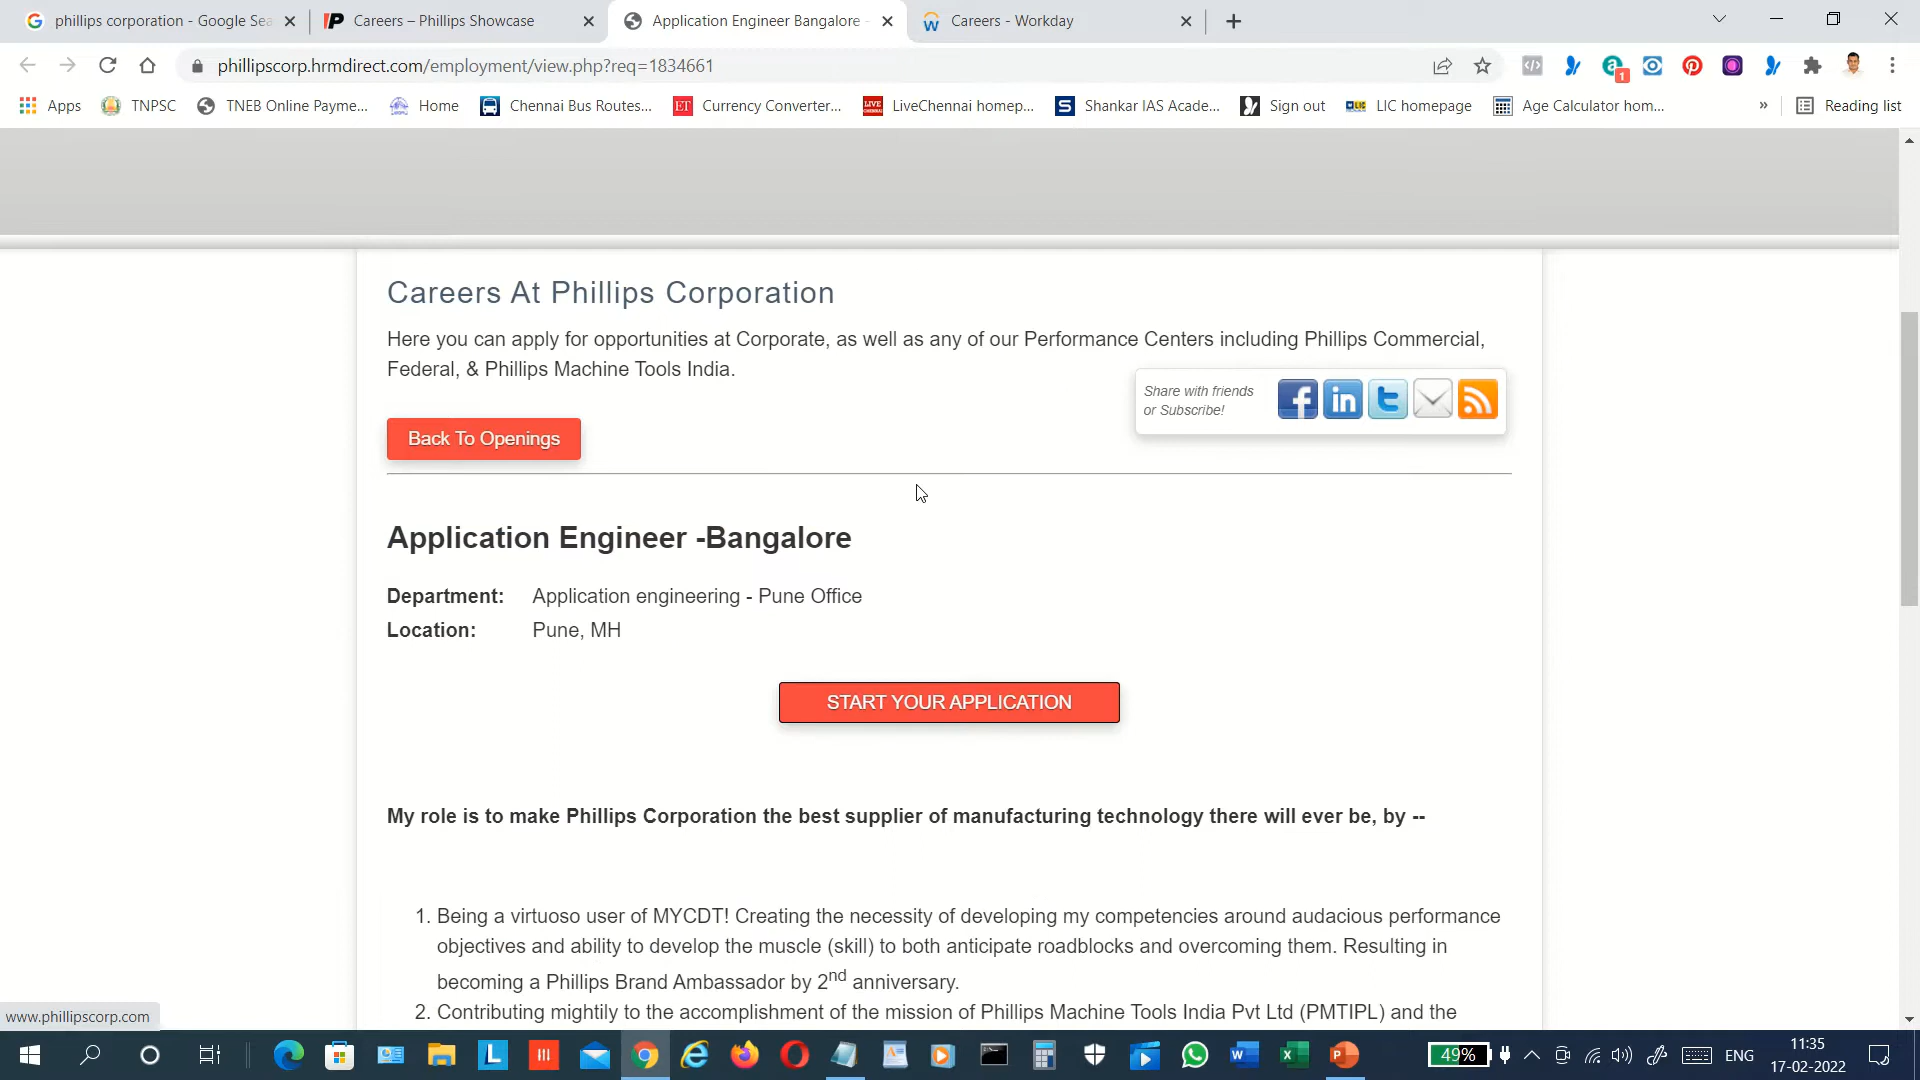 phillips corporation - Google Sea
Careers – Phillips Showcase
Application Engineer Bangalore -
Careers - Workday
phillipscorp.hrmdirect.com/employment/view.php?req=1834661
1
Apps
TNPSC
TNEB Online Payme...
Home
Chennai Bus Routes...
ET
Currency Converter...
LIVE
LiveChennai homep...
Shankar IAS Acade...
Sign out
LIC homepage
Age Calculator hom...
»
Reading list
Careers At Phillips Corporation
Here you can apply for opportunities at Corporate, as well as any of our Performance Centers including Phillips Commercial,
Federal, & Phillips Machine Tools India.
Share with friends
or Subscribe!
Back To Openings
Application Engineer -Bangalore
Department: Application engineering - Pune Office
Location: Pune, MH
START YOUR APPLICATION
My role is to make Phillips Corporation the best supplier of manufacturing technology there will ever be, by --
1. Being a virtuoso user of MYCDT! Creating the necessity of developing my competencies around audacious performance
objectives and ability to develop the muscle (skill) to both anticipate roadblocks and overcoming them. Resulting in
becoming a Phillips Brand Ambassador by 2nd anniversary.
2. Contributing mightily to the accomplishment of the mission of Phillips Machine Tools India Pvt Ltd (PMTIPL) and the
www.phillipscorp.com
49%
ENG
11:35
17-02-2022